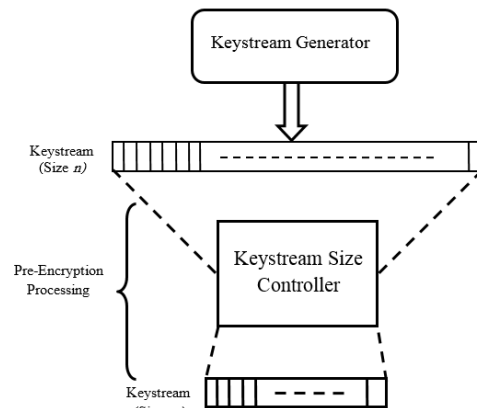 Keystream Generator
Keystream
(Size n)
Keystream Size
Controller
Pre-Encryption
Processing
Keystream